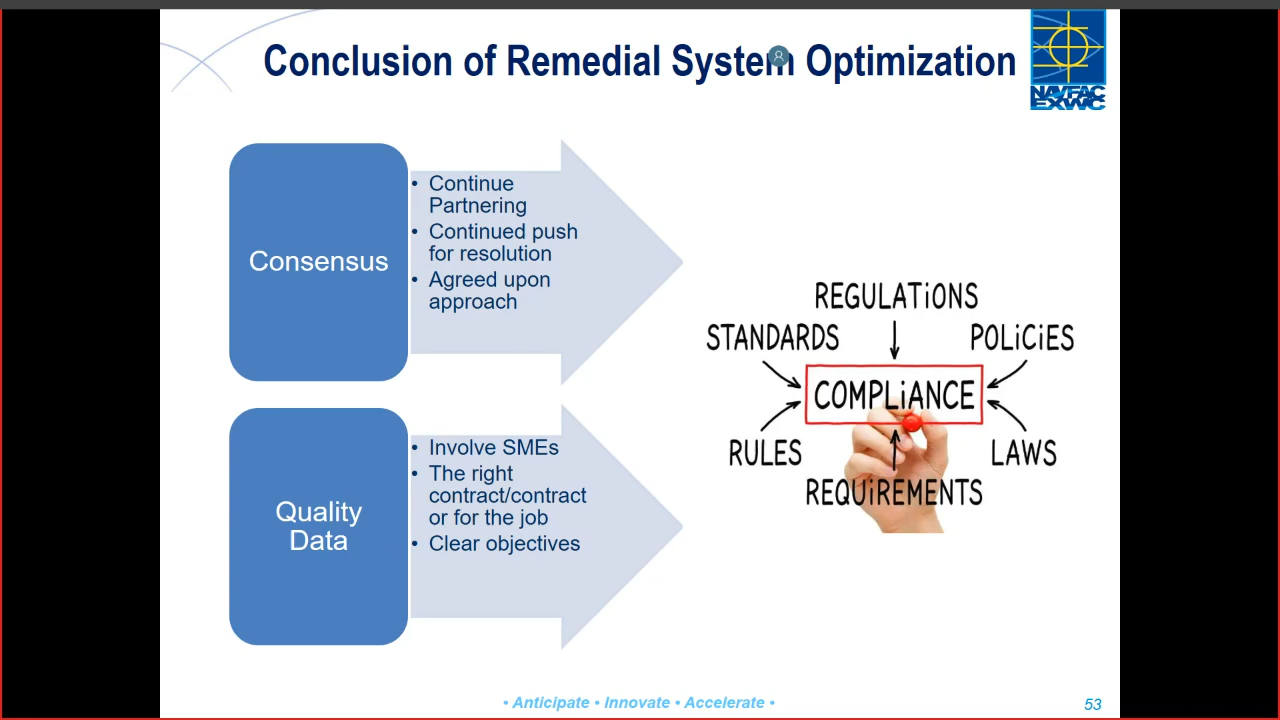 Conclusion of Remedial System Optimization
NAVFAC
EXWC
Consensus
• Continue
Partnering
• Continued push
for resolution
• Agreed upon
approach
Quality
Data
• Involve SMEs
• The right
contract/contract
or for the job
• Clear objectives
REGULATiONS
STANDARDS
POLiCiES
COMPLiANCE
RULES
LAWS
REQUiREMENTS
• Anticipate • Innovate • Accelerate •
53